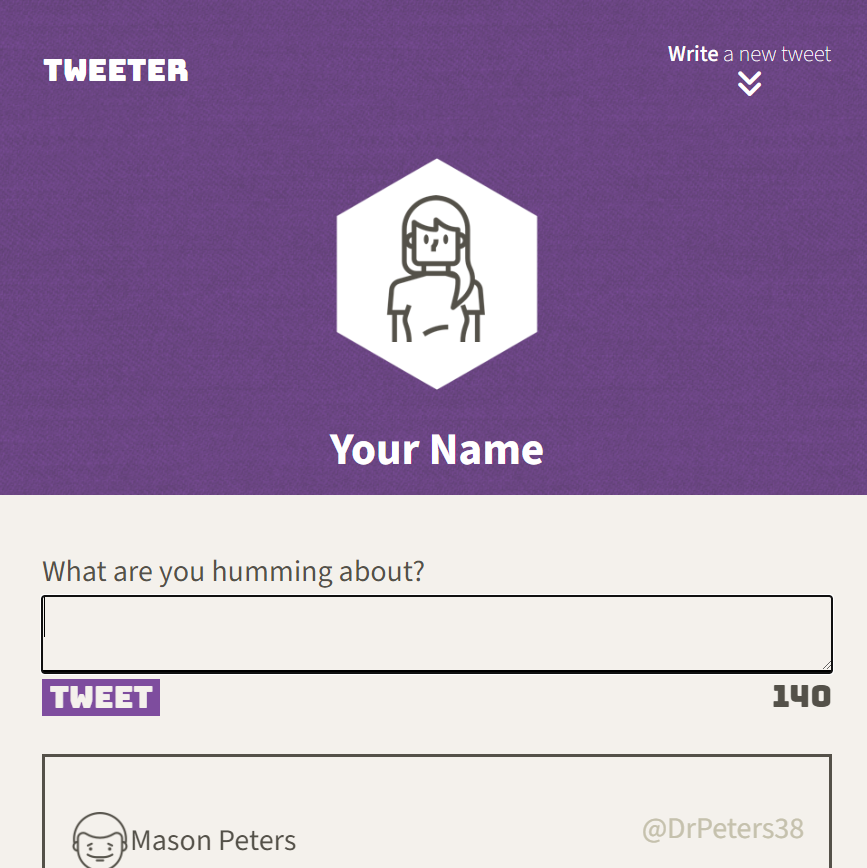 TWEETER
Write a new tweet
Your Name
What are you humming about?
TWEET
140
Mason Peters
@DrPeters38